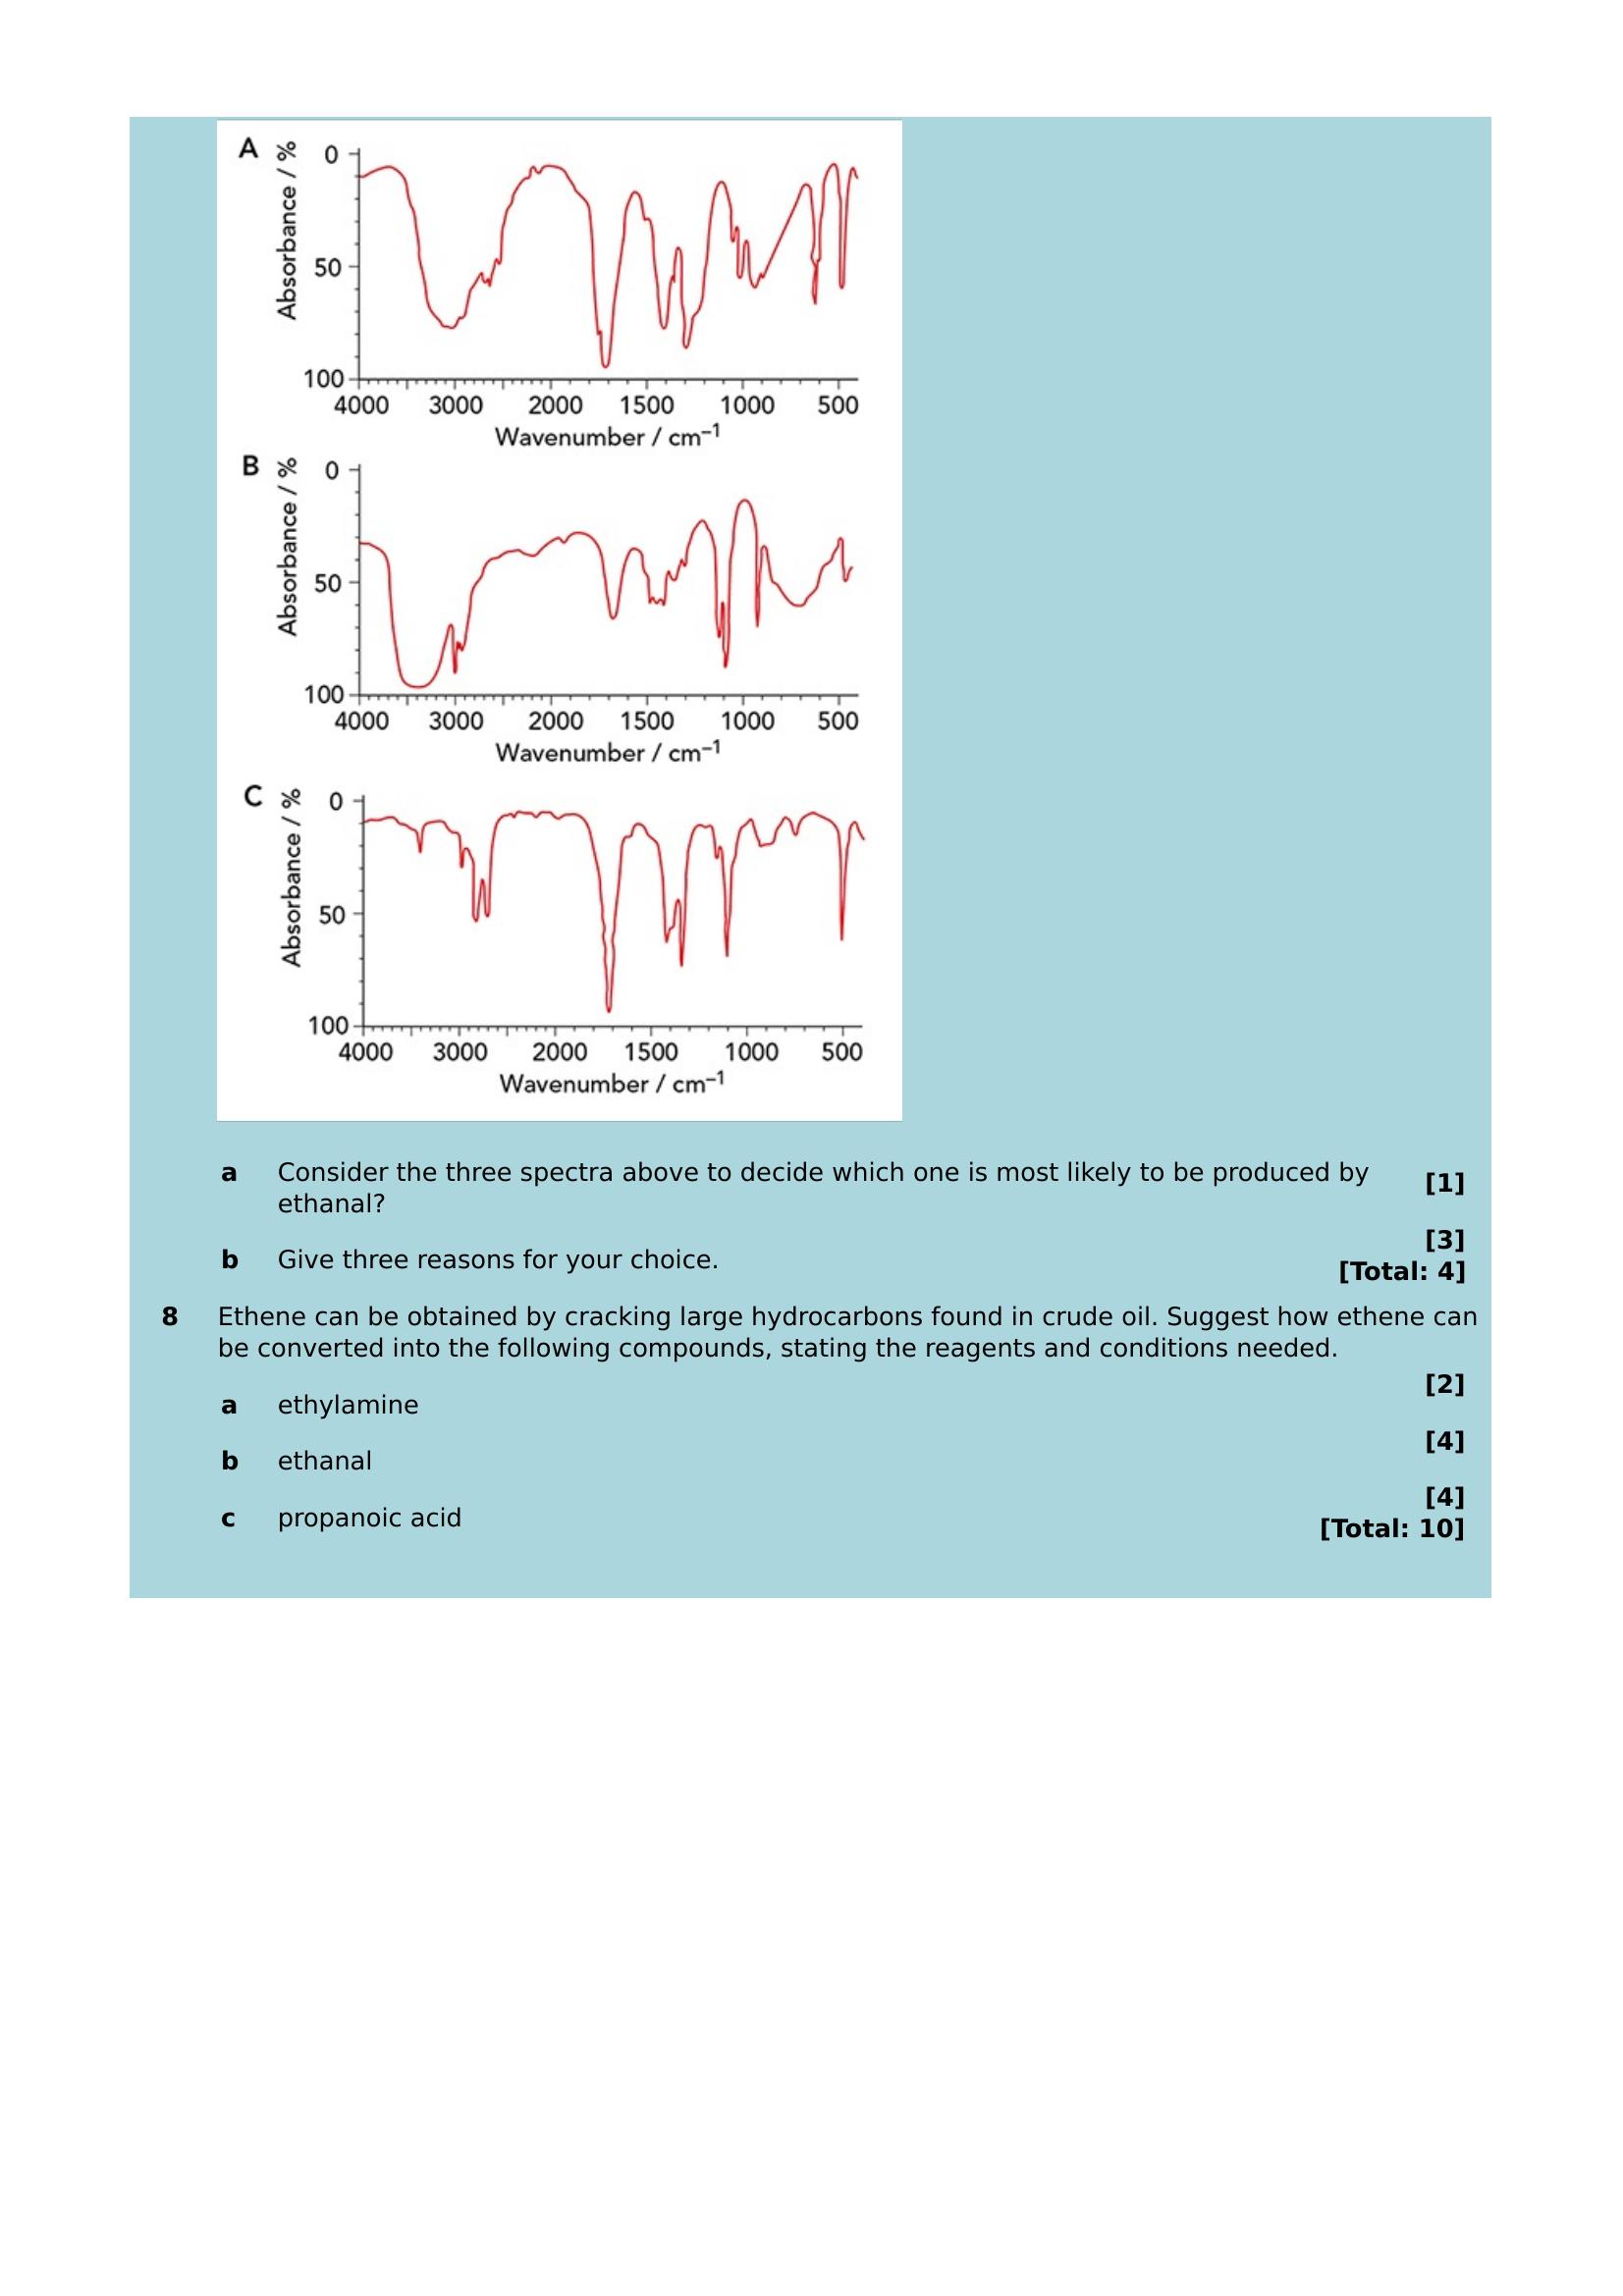 A
Absorbance / %
0
50
100
4000 3000 2000 1500 1000 500
Wavenumber / cm⁻¹
B
Absorbance / %
0
50
100
4000 3000 2000 1500 1000 500
Wavenumber / cm⁻¹
C
Absorbance / %
0
50
100
4000 3000 2000 1500 1000 500
Wavenumber / cm⁻¹
a Consider the three spectra above to decide which one is most likely to be produced by [1]
ethanal?
[3]
b Give three reasons for your choice.
[Total: 4]
8 Ethene can be obtained by cracking large hydrocarbons found in crude oil. Suggest how ethene can
be converted into the following compounds, stating the reagents and conditions needed.
[2]
a ethylamine
[4]
b ethanal
[4]
c propanoic acid
[Total: 10]